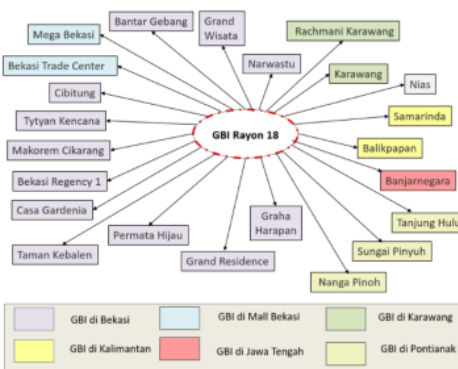 Bantar Gebang
Grand
Wisata
Mega Bekasi
Rachmani Karawang
Bekasi Trade Center
Narwastu
Karawang
Nias
Cibitung
Samarinda
Tytyan Kencana
GBI Rayon 18
Makorem Cikarang
Balikpapan
Bekasi Regency 1
Banjarnegara
Casa Gardenia
Graha
Harapan
Tanjung Hulu
Permata Hijau
Taman Kebalen
Sungai Pinyuh
Grand Residence
Nanga Pinoh
GBI di Bekasi
GBI di Mall Bekasi
GBI di Karawang
GBI di Kalimantan
GBI di Jawa Tengah
GBI di Pontianak